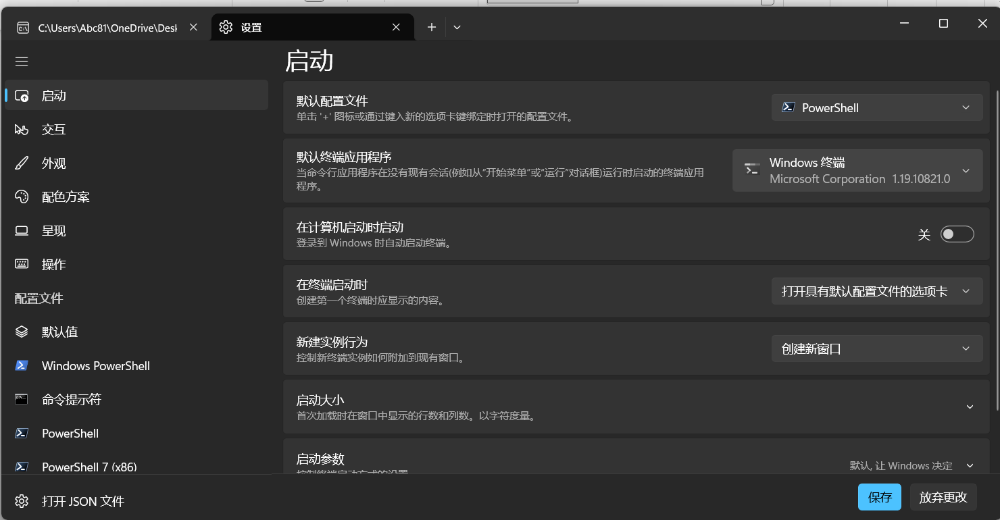 C:\Users\Abc81\OneDrive\Desk
设置
启动
交互
外观
配色方案
呈现
操作
配置文件
默认值
Windows PowerShell
命令提示符
PowerShell
PowerShell 7 (x86)
打开 JSON 文件
启动
默认配置文件
单击 '+' 图标或通过键入新的选项卡键绑定时打开的配置文件。
PowerShell
默认终端应用程序
当命令行应用程序在没有现有会话(例如从“开始菜单”或“运行”对话框)运行时启动的终端应用
程序。
Windows 终端
Microsoft Corporation 1.19.10821.0
在计算机启动时启动
登录到 Windows 时自动启动终端。
关
在终端启动时
创建第一个终端时应显示的内容。
打开具有默认配置文件的选项卡
新建实例行为
控制新终端实例如何附加到现有窗口。
创建新窗口
启动大小
首次加载时在窗口中显示的行数和列数。以字符度量。
启动参数
控制终端启动方式的设置
默认, 让 Windows 决定
保存
放弃更改